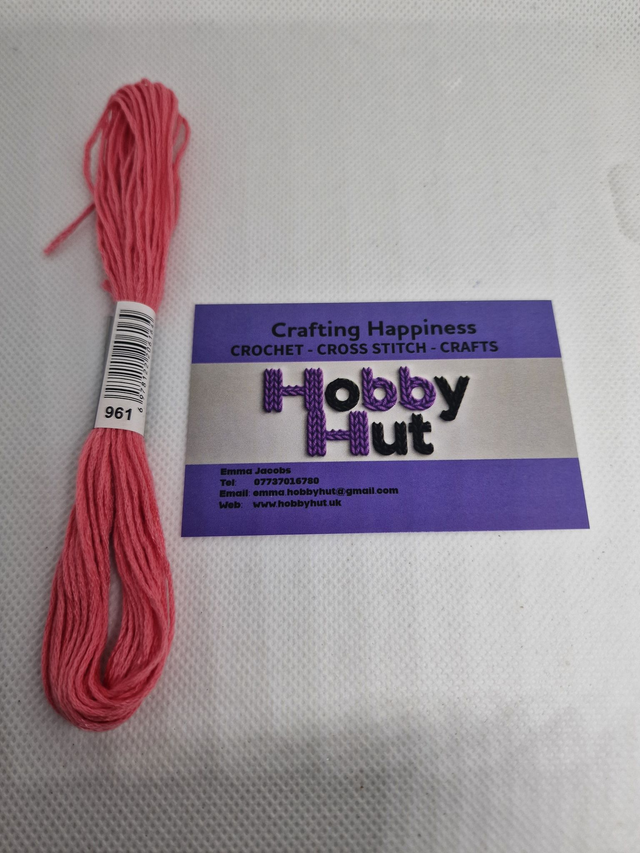 961
Crafting Happiness
CROCHET - CROSS STITCH - CRAFTS
Hobby
Hut
Emma Jacobs
Tel: 07737016780
Email: emma.hobbyhut@gmail.com
Web: www.hobbyhut.uk